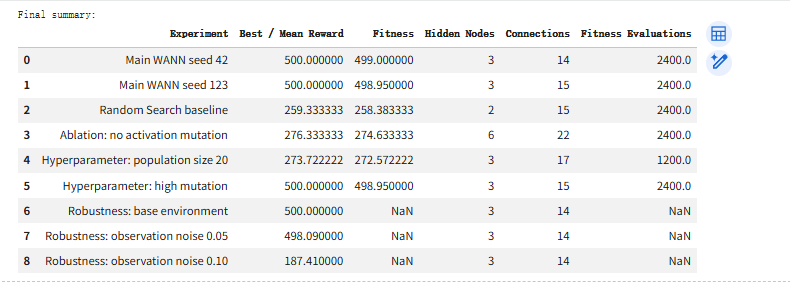 Final summary:
Experiment Best / Mean Reward Fitness Hidden Nodes Connections Fitness Evaluations
0 Main WANN seed 42 500.000000 499.000000 3 14 2400.0
1 Main WANN seed 123 500.000000 498.950000 3 15 2400.0
2 Random Search baseline 259.333333 258.383333 2 15 2400.0
3 Ablation: no activation mutation 276.333333 274.633333 6 22 2400.0
4 Hyperparameter: population size 20 273.722222 272.572222 3 17 1200.0
5 Hyperparameter: high mutation 500.000000 498.950000 3 15 2400.0
6 Robustness: base environment 500.000000 NaN 3 14 NaN
7 Robustness: observation noise 0.05 498.090000 NaN 3 14 NaN
8 Robustness: observation noise 0.10 187.410000 NaN 3 14 NaN